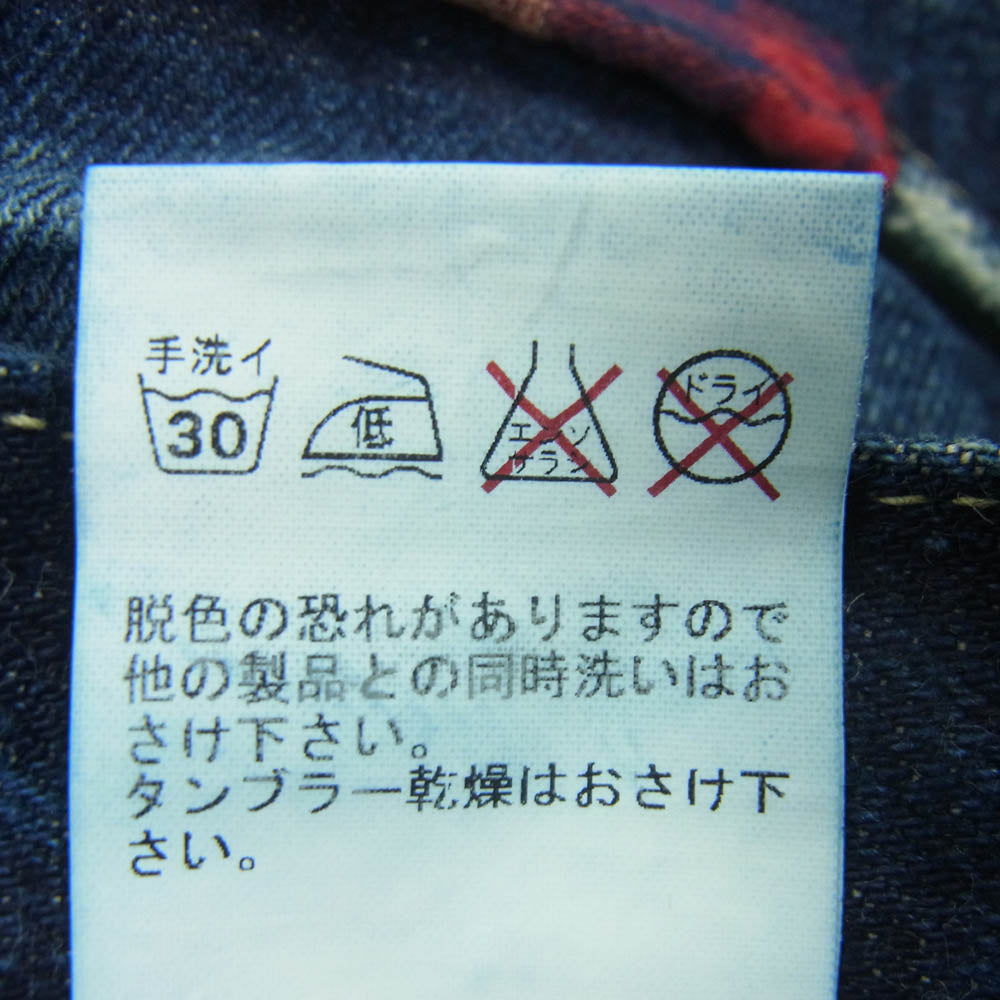 手洗イ
30
低
エンソ
サラシ
ドライ
脱色の恐れがありますので
他の製品との同時洗いはお
さけ下さい。
タンブラー乾燥はおさけ下
さい。